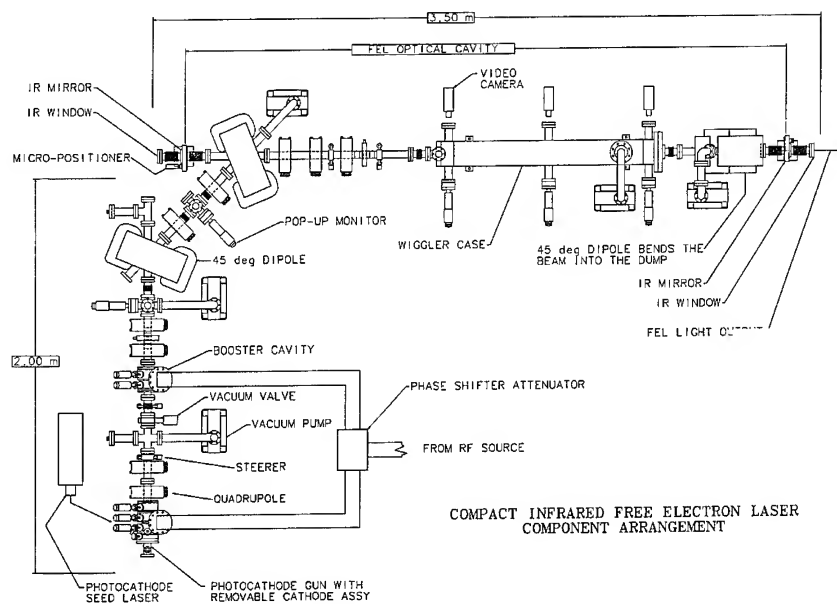 3.50 m
FEL OPTICAL CAVITY
VIDEO
CAMERA
IR MIRROR
IR WINDOW
MICRO-POSITIONER
POP-UP MONITOR
WIGGLER CASE
45 deg DIPOLE BENDS THE
BEAM INTO THE DUMP
45 deg DIPOLE
IR MIRROR
IR WINDOW
FEL LIGHT OUTPUT
2.00 m
BOOSTER CAVITY
PHASE SHIFTER ATTENUATOR
VACUUM VALVE
VACUUM PUMP
FROM RF SOURCE
STEERER
QUADRUPOLE
COMPACT INFRARED FREE ELECTRON LASER
COMPONENT ARRANGEMENT
PHOTOCATHODE
SEED LASER
PHOTOCATHODE GUN WITH
REMOVABLE CATHODE ASSY